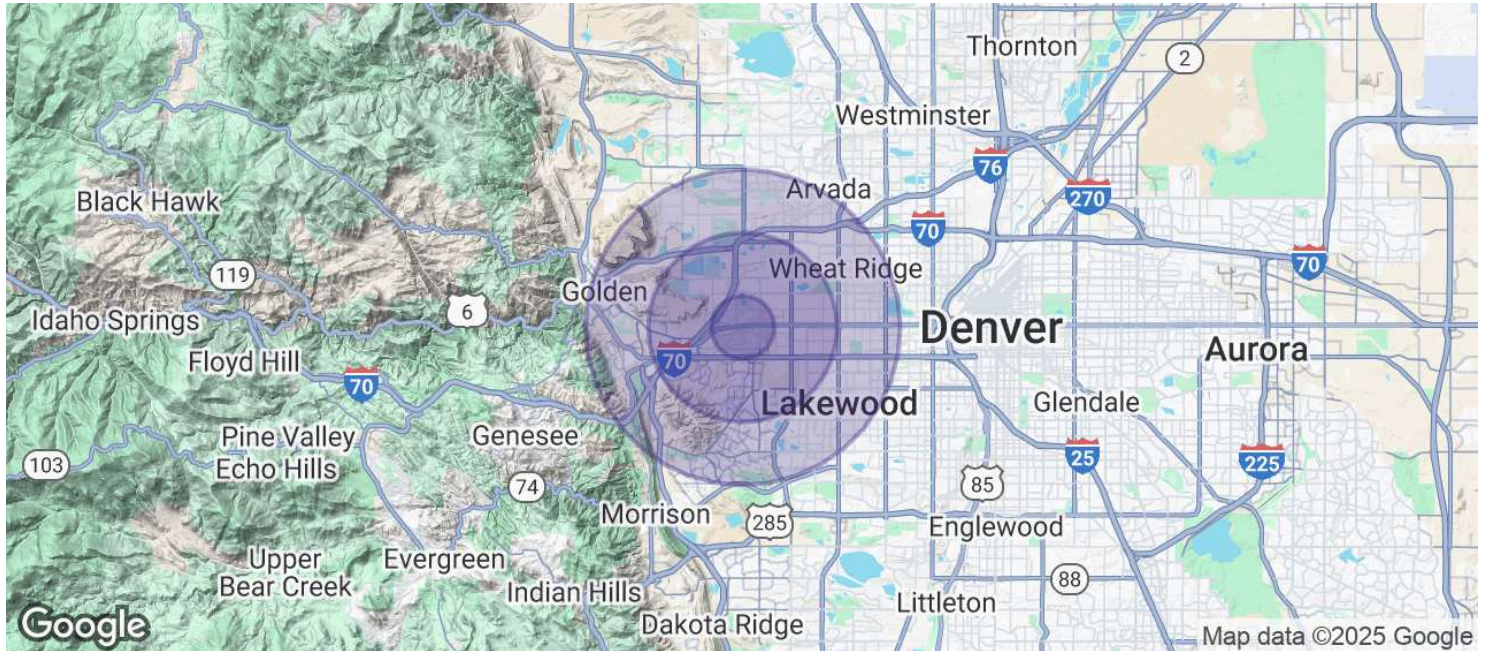 Thornton
2
Westminster
76
Arvada
270
Black Hawk
70
70
Wheat Ridge
119
Golden
6
Idaho Springs
Denver
Floyd Hill
70
Aurora
70
Lakewood
Glendale
Pine Valley
Genesee
Echo Hills
103
25
225
74
85
Morrison
285
Englewood
Upper
Bear Creek
Evergreen
Indian Hills
88
Littleton
Dakota Ridge
Google
Map data ©2025 Google